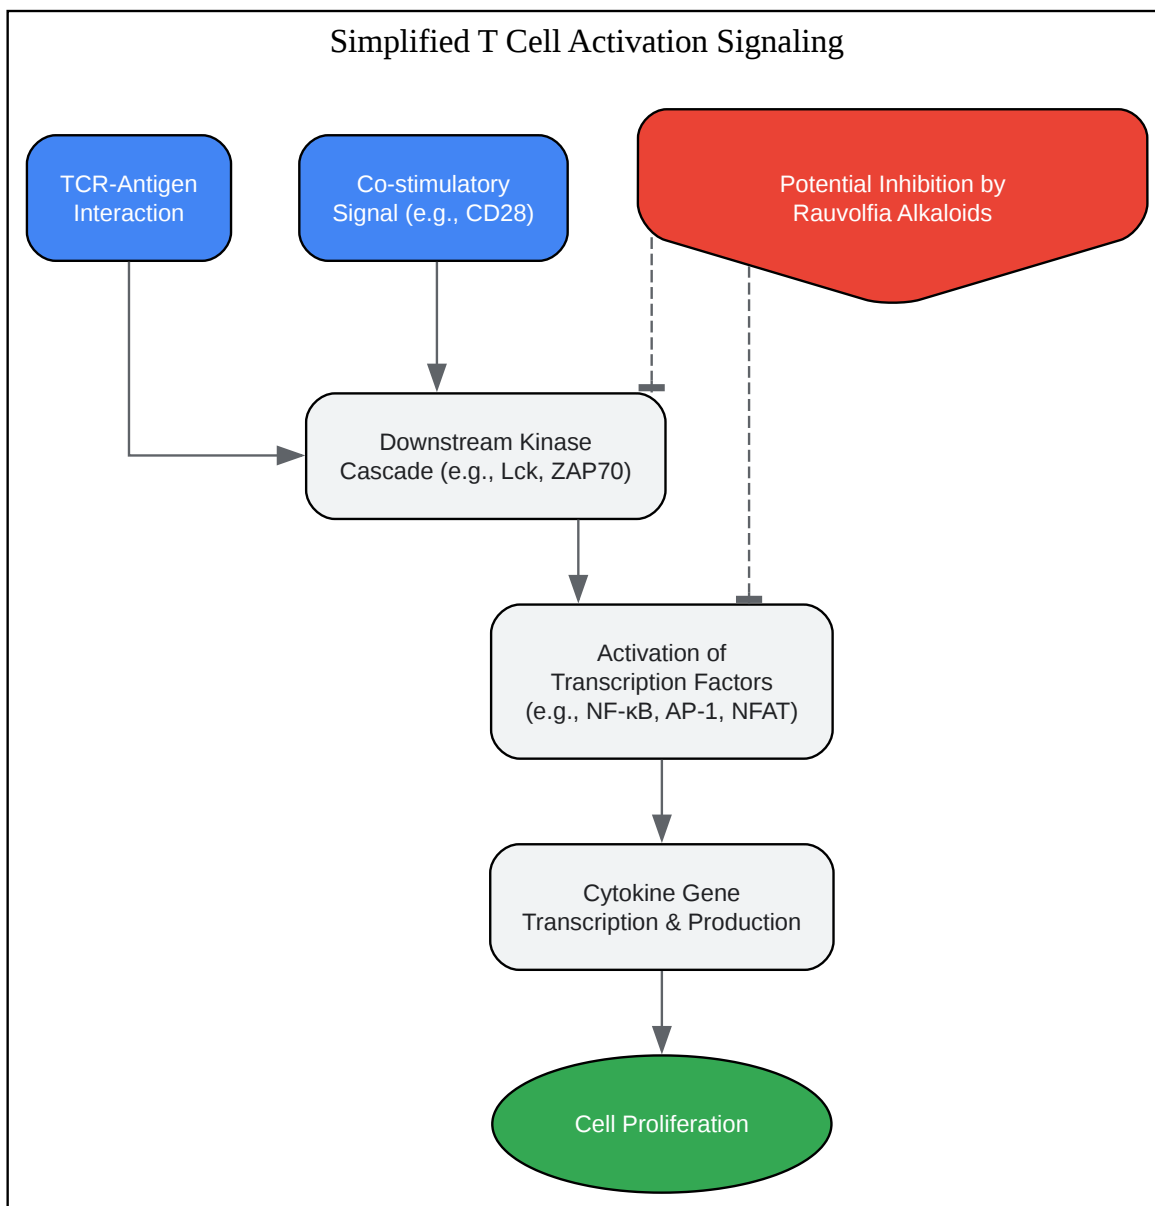 Simplified T Cell Activation Signaling
TCR-Antigen
Interaction
Co-stimulatory
Signal (e.g., CD28)
Potential Inhibition by
Rauvolfia Alkaloids
Downstream Kinase
Cascade (e.g., Lck, ZAP70)
Activation of
Transcription Factors
(e.g., NF-κB, AP-1, NFAT)
Cytokine Gene
Transcription & Production
Cell Proliferation